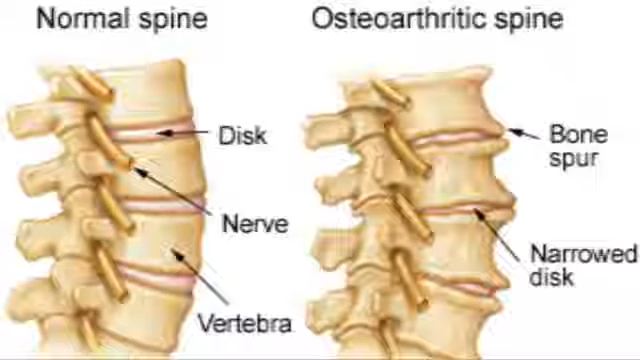 Normal spine
Osteoarthritic spine
Disk
Nerve
Vertebra
Bone
spur
Narrowed
disk